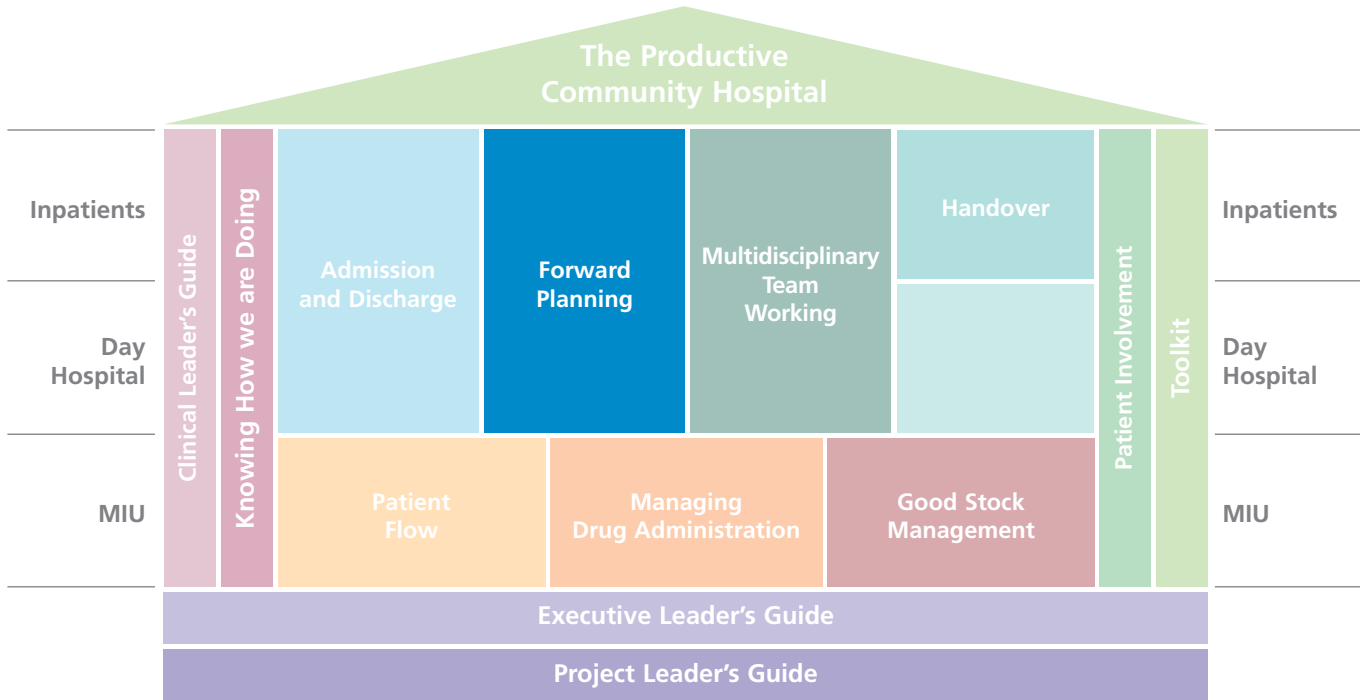 The Productive
Community Hospital
Inpatients
Day
Hospital
MIU
Clinical Leader's Guide
Knowing How we are Doing
Admission
and Discharge
Forward
Planning
Multidisciplinary
Team
Working
Handover
Patient
Flow
Managing
Drug Administration
Good Stock
Management
Patient Involvement
Toolkit
Inpatients
Day
Hospital
MIU
Executive Leader’s Guide
Project Leader’s Guide